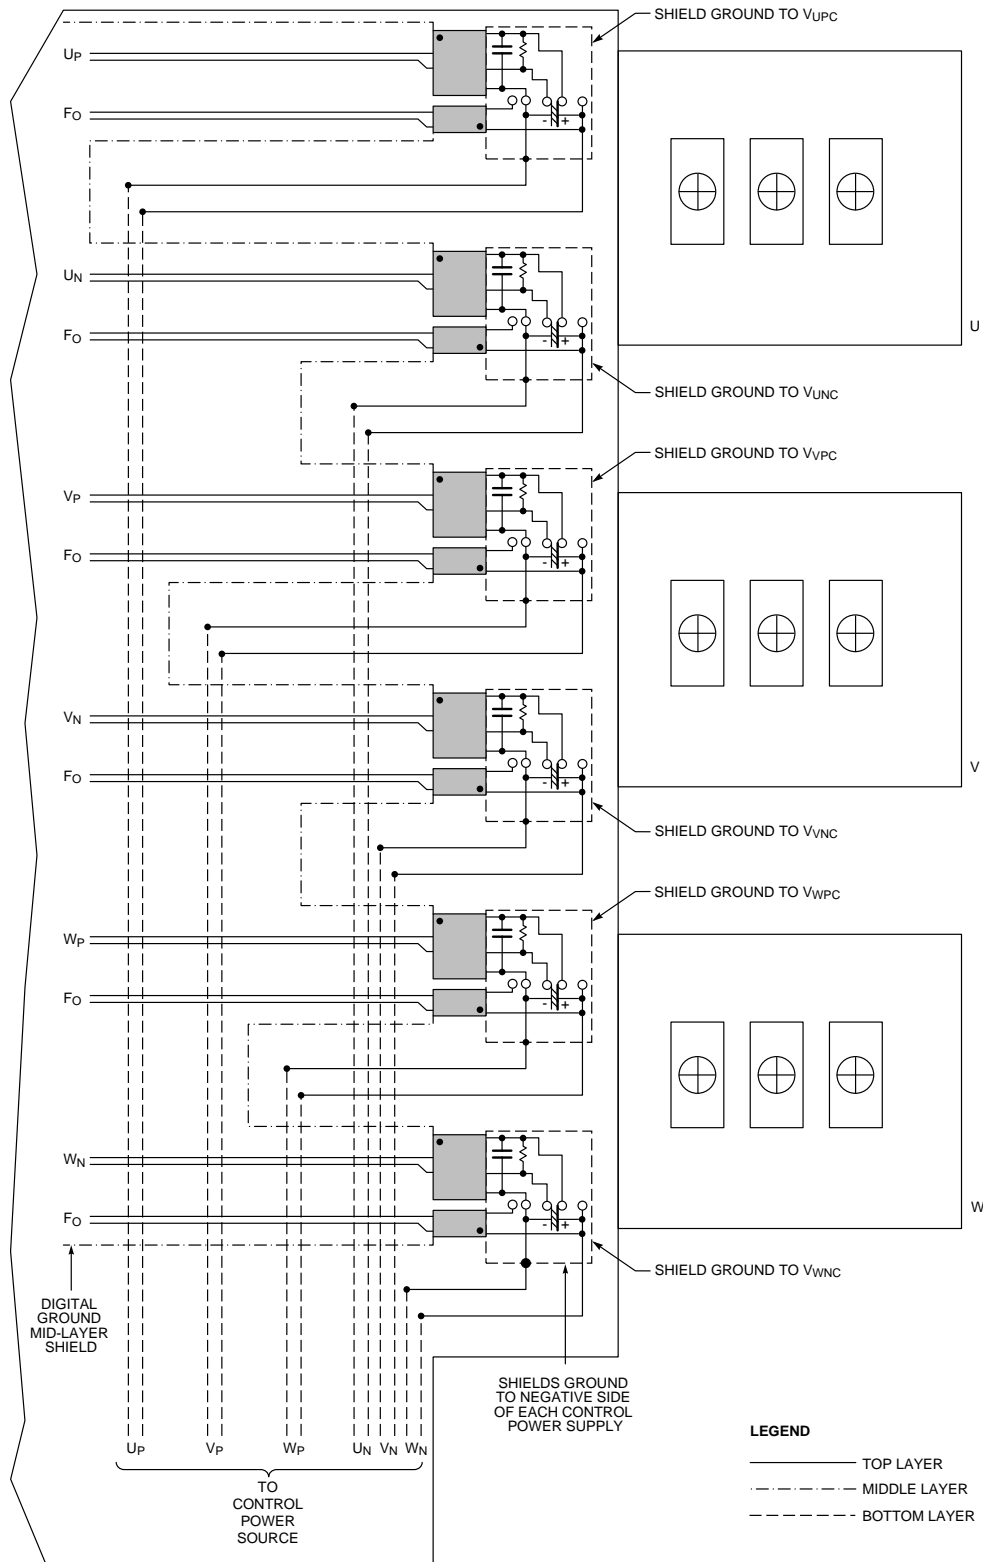 SHIELD GROUND TO VUPC
UP
FO
UN
FO
U
SHIELD GROUND TO VUNC
SHIELD GROUND TO VVPC
VP
FO
VN
FO
V
SHIELD GROUND TO VVNC
SHIELD GROUND TO VWPC
WP
FO
WN
FO
W
SHIELD GROUND TO VWNC
DIGITAL
GROUND
MID-LAYER
SHIELD
SHIELDS GROUND
TO NEGATIVE SIDE
OF EACH CONTROL
POWER SUPPLY
UP VP WP UN VN WN
TO
CONTROL
POWER
SOURCE
LEGEND
TOP LAYER
MIDDLE LAYER
BOTTOM LAYER